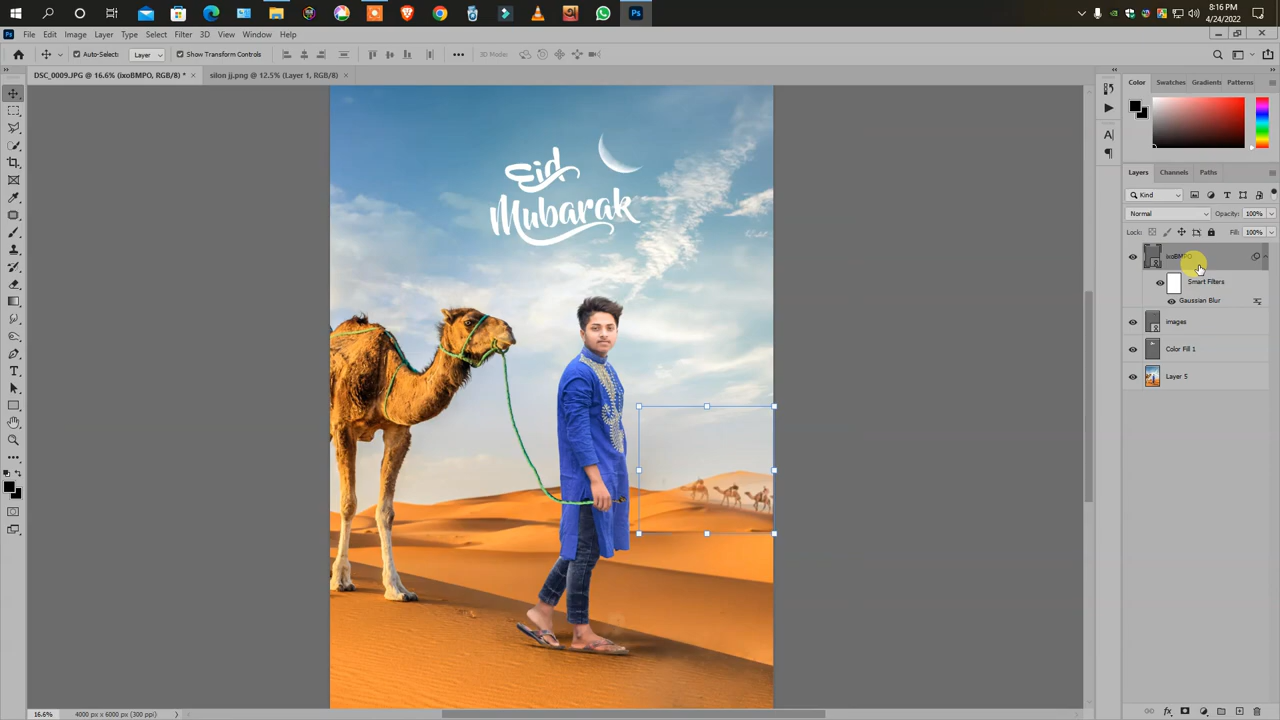 8:16 PM
4/24/2022
File Edit Image Layer Type Select Filter 3D View Window Help
Auto-Select: Layer Show Transform Controls 3D Mode:
DSC_0009.JPG @ 16.6% (ixoBMPO, RGB/8) * × silon jj.png @ 12.5% (Layer 1, RGB/8) ×
Color Swatches Gradients Patterns
Eid
Mubarak
Layers Channels Paths
Kind
Normal Opacity: 100%
Lock: Fill: 100%
ixoBMPO
Smart Filters
Gaussian Blur
images
Color Fill 1
Layer 5
16.6% 4000 px x 6000 px (300 ppi)